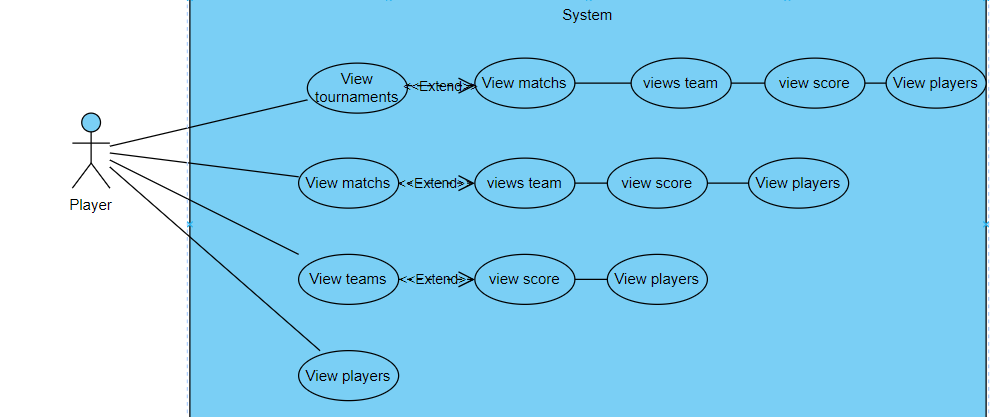 System
View
tournaments
<<Extend>>
View matchs
views team
view score
View players
Player
View matchs
<<Extend>>
views team
view score
View players
View teams
<<Extend>>
view score
View players
View players